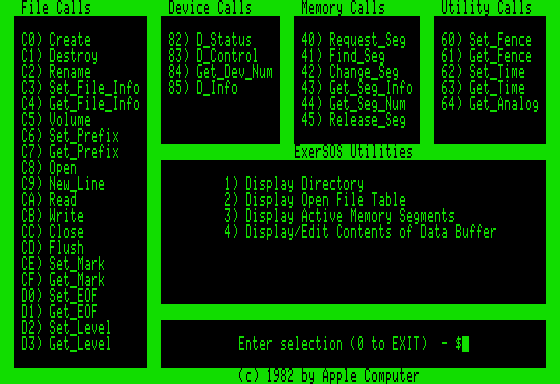 File Calls
C0) Create
C1) Destroy
C2) Rename
C3) Set_File_Info
C4) Get_File_Info
C5) Volume
C6) Set_Prefix
C7) Get_Prefix
C8) Open
C9) New_Line
CA) Read
CB) Write
CC) Close
CD) Flush
CE) Set_Mark
CF) Get_Mark
D0) Set_EOF
D1) Get_EOF
D2) Set_Level
D3) Get_Level
Device Calls
82) D_Status
83) D_Control
84) Get_Dev_Num
85) D_Info
Memory Calls
40) Request_Seg
41) Find_Seg
42) Change_Seg
43) Get_Seg_Info
44) Get_Seg_Num
45) Release_Seg
Utility Calls
60) Set_Fence
61) Get_Fence
62) Set_Time
63) Get_Time
64) Get_Analog
ExerSOS Utilities
1) Display Directory
2) Display Open File Table
3) Display Active Memory Segments
4) Display/Edit Contents of Data Buffer
Enter selection (0 to EXIT) - $
(c) 1982 by Apple Computer